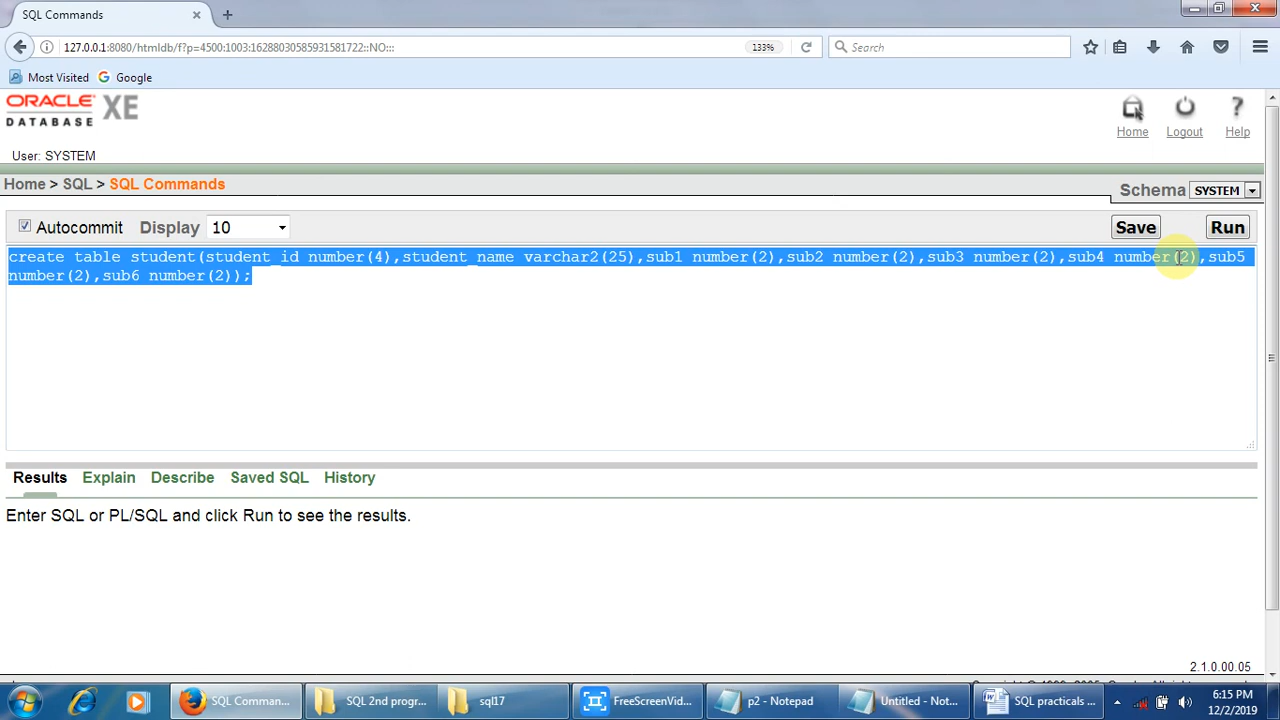 SQL Commands
127.0.0.1:8080/htmldb/f?p=4500:1003:16288030585931581722::NO:::
133%
Search
Most Visited
Google
ORACLE
DATABASE
XE
Home
Logout
Help
User: SYSTEM
Home > SQL > SQL Commands
Schema SYSTEM
Autocommit
Display 10
Save
Run
create table student(student_id number(4),student_name varchar2(25),sub1 number(2),sub2 number(2),sub3 number(2),sub4 number(2),sub5
number(2),sub6 number(2));
Results
Explain
Describe
Saved SQL
History
Enter SQL or PL/SQL and click Run to see the results.
2.1.0.00.05
SQL Comman...
SQL 2nd progr...
sql17
FreeScreenVid...
p2 - Notepad
Untitled - Not...
SQL practicals ...
6:15 PM
12/2/2019